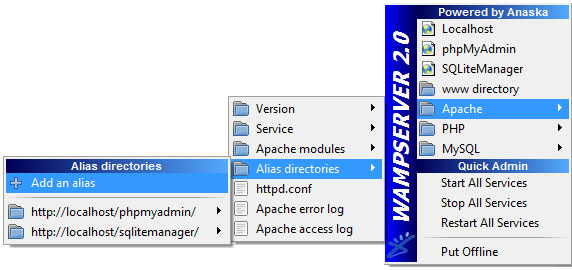 Powered by Anaska
WAMPSERVER 2.0
Localhost
phpMyAdmin
SQLiteManager
www directory
Apache
PHP
MySQL
Quick Admin
Start All Services
Stop All Services
Restart All Services
Put Offline
Version
Service
Apache modules
Alias directories
httpd.conf
Apache error log
Apache access log
Alias directories
Add an alias
http://localhost/phpmyadmin/
http://localhost/sqlitemanager/